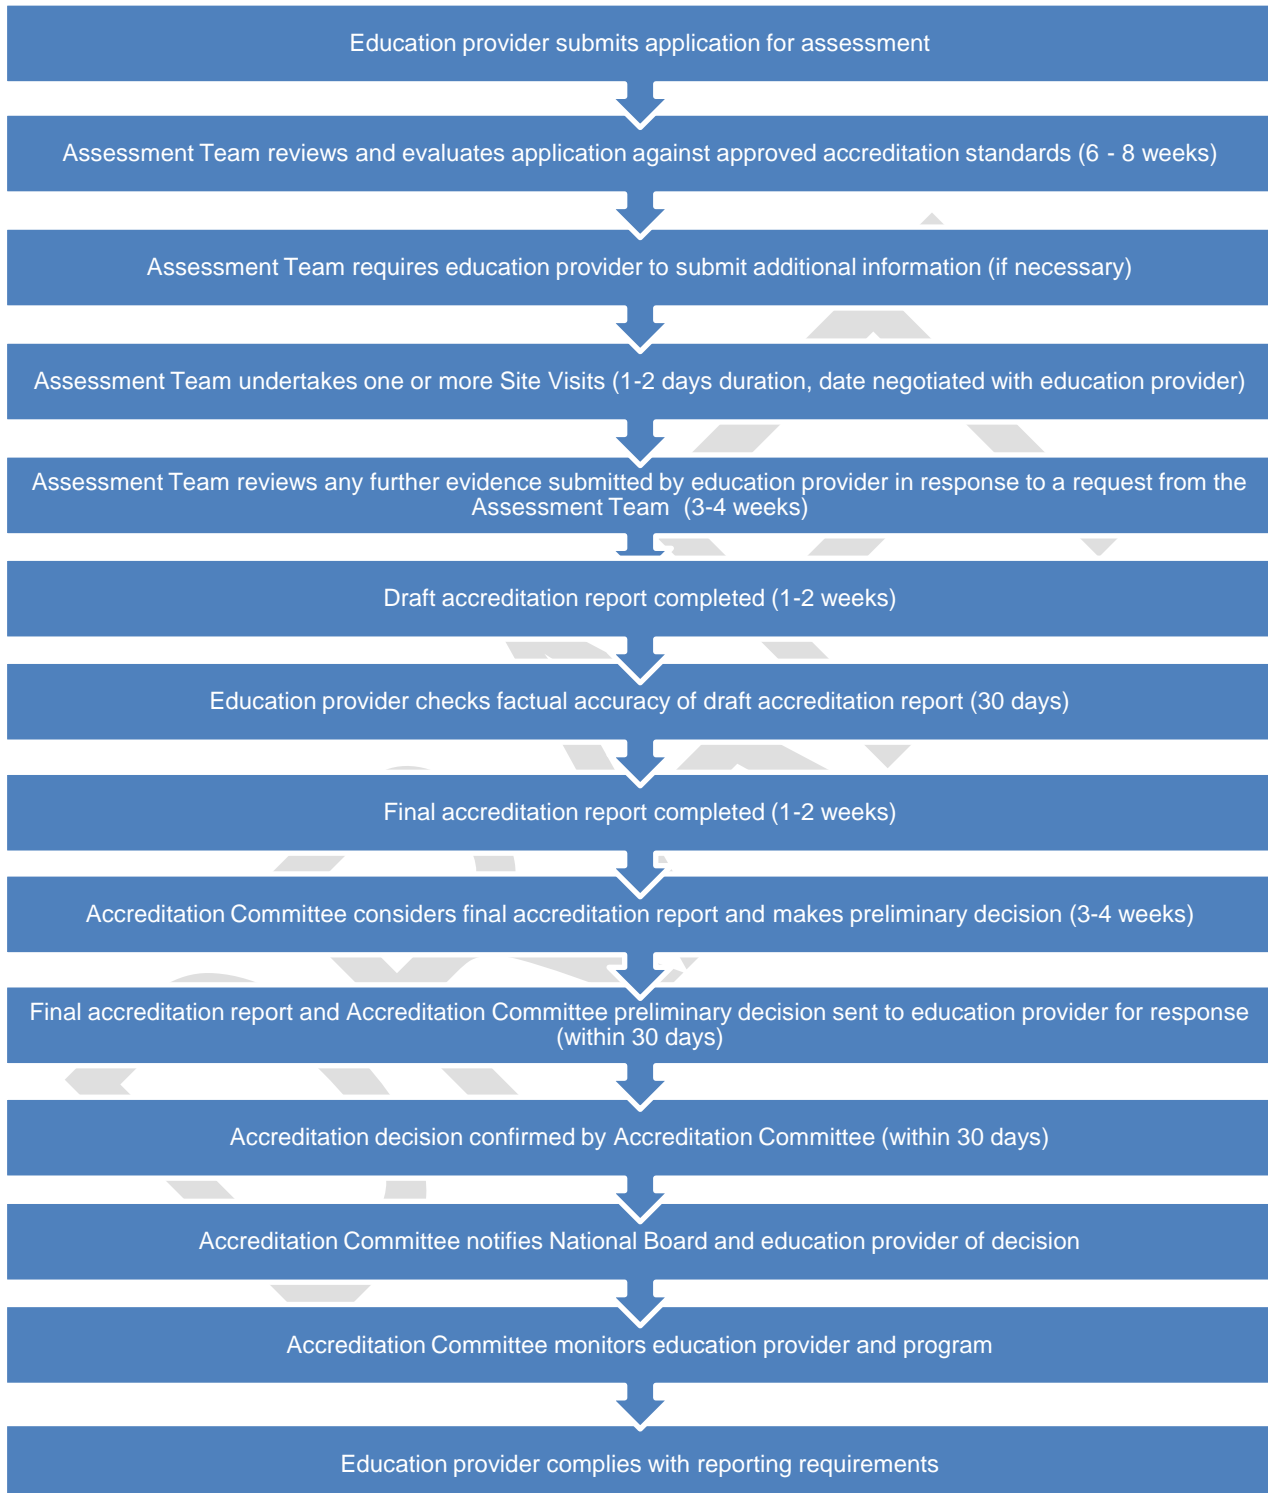 Education provider submits application for assessment
Assessment Team reviews and evaluates application against approved accreditation standards (6 - 8 weeks)
Assessment Team requires education provider to submit additional information (if necessary)
Assessment Team undertakes one or more Site Visits (1-2 days duration, date negotiated with education provider)
Assessment Team reviews any further evidence submitted by education provider in response to a request from the
Assessment Team (3-4 weeks)
Draft accreditation report completed (1-2 weeks)
Education provider checks factual accuracy of draft accreditation report (30 days)
Final accreditation report completed (1-2 weeks)
Accreditation Committee considers final accreditation report and makes preliminary decision (3-4 weeks)
Final accreditation report and Accreditation Committee preliminary decision sent to education provider for response
(within 30 days)
Accreditation decision confirmed by Accreditation Committee (within 30 days)
Accreditation Committee notifies National Board and education provider of decision
Accreditation Committee monitors education provider and program
Education provider complies with reporting requirements